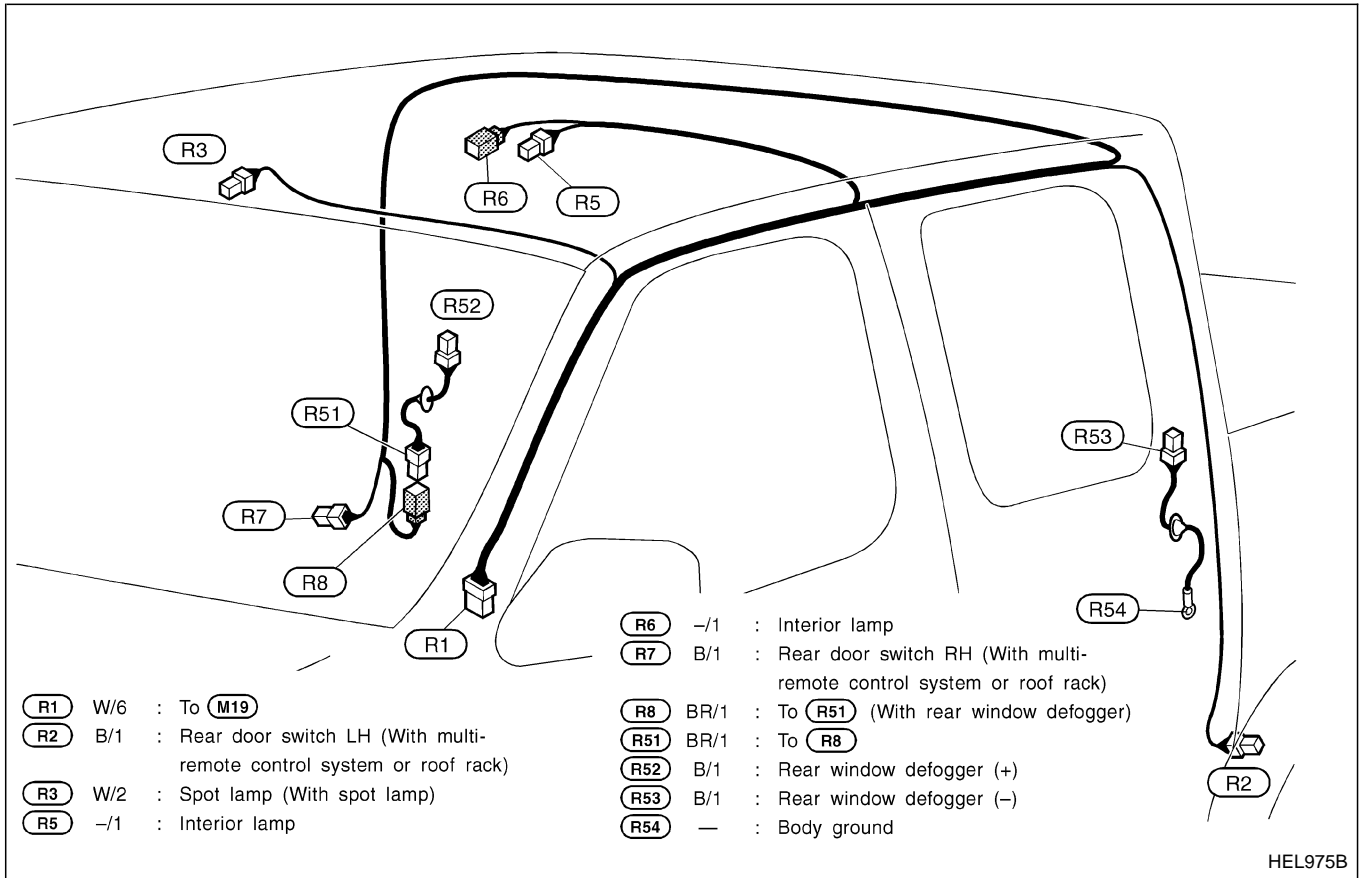 R3
R6
R5
R52
R51
R53
R7
R8
R54
R1
R2
R1 W/6 : To M19
R2 B/1 : Rear door switch LH (With multi-
remote control system or roof rack)
R3 W/2 : Spot lamp (With spot lamp)
R5 –/1 : Interior lamp
R6 –/1 : Interior lamp
R7 B/1 : Rear door switch RH (With multi-
remote control system or roof rack)
R8 BR/1 : To R51 (With rear window defogger)
R51 BR/1 : To R8
R52 B/1 : Rear window defogger (+)
R53 B/1 : Rear window defogger (–)
R54 — : Body ground
HEL975B